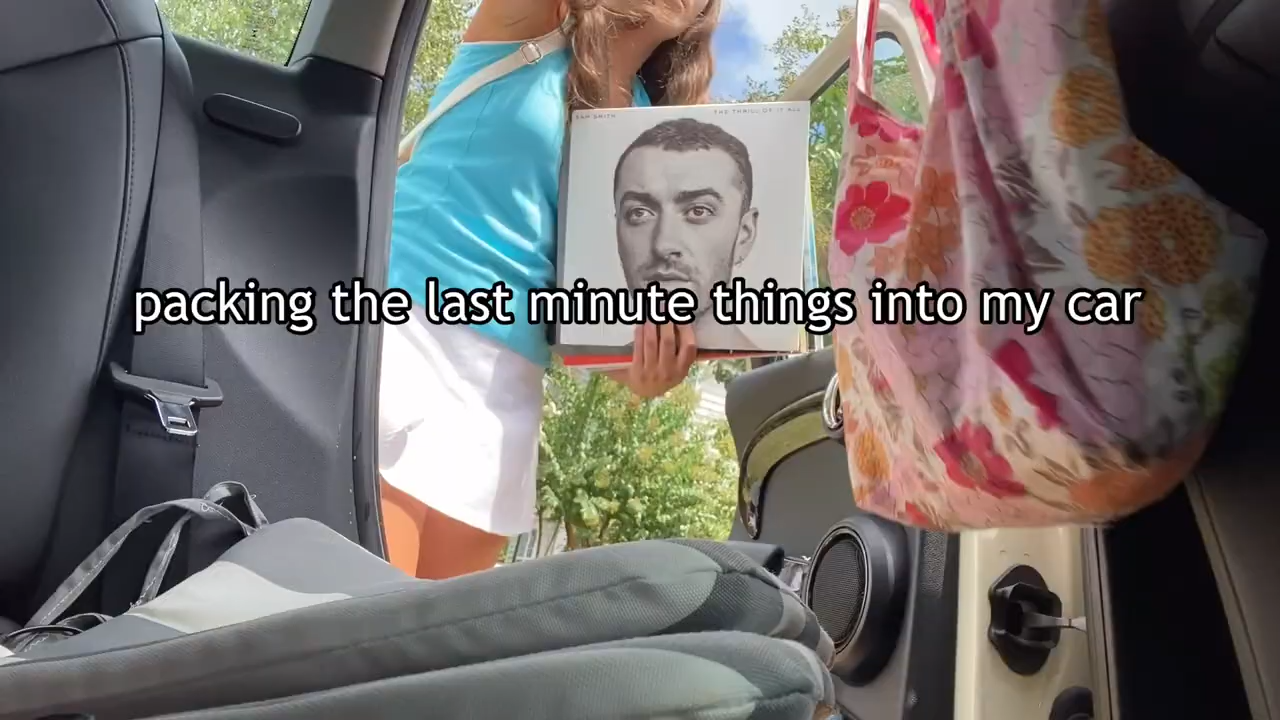 SAM SMITH THE THRILL OF IT ALL
packing the last minute things into my car